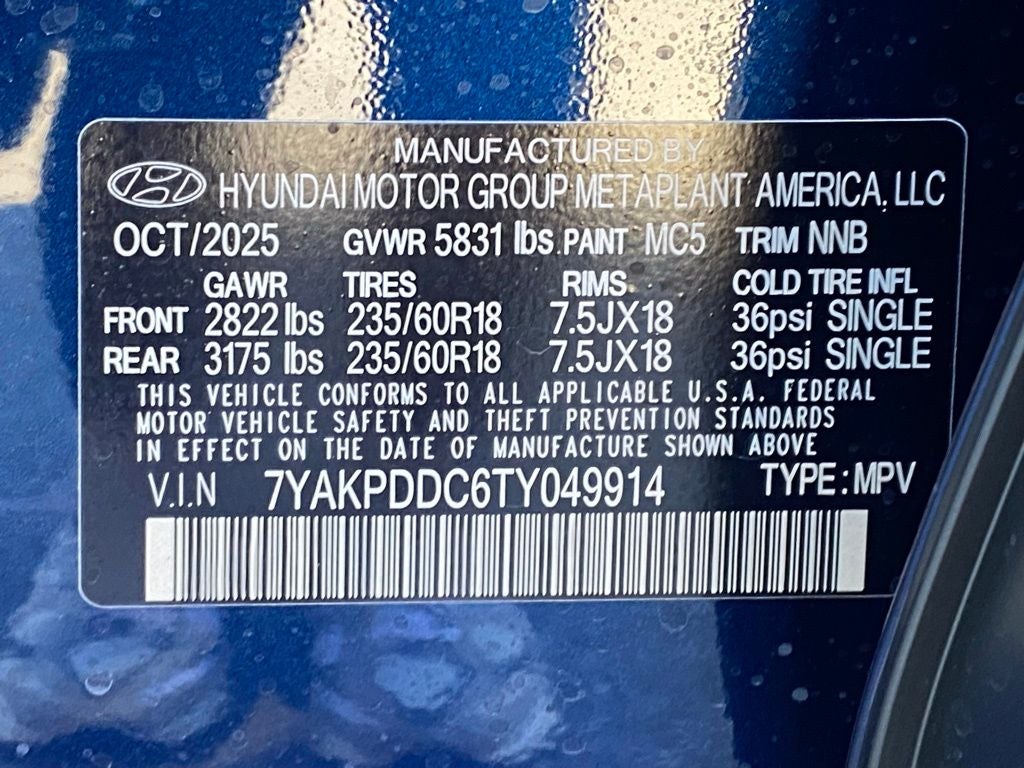 MANUFACTURED BY
HYUNDAI MOTOR GROUP METAPLANT AMERICA, LLC
OCT/2025 GVWR 5831 lbs PAINT MC5 TRIM NNB
GAWR TIRES RIMS COLD TIRE INFL
FRONT 2822 lbs 235/60R18 7.5JX18 36psi SINGLE
REAR 3175 lbs 235/60R18 7.5JX18 36psi SINGLE
THIS VEHICLE CONFORMS TO ALL APPLICABLE U.S.A. FEDERAL
MOTOR VEHICLE SAFETY AND THEFT PREVENTION STANDARDS
IN EFFECT ON THE DATE OF MANUFACTURE SHOWN ABOVE.
V.I.N 7YAKPDDC6TY049914 TYPE:MPV